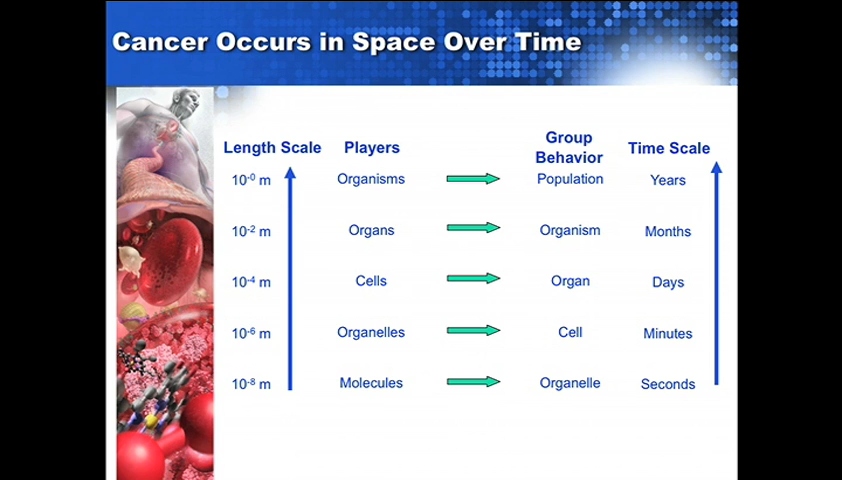 Cancer Occurs in Space Over Time
Length Scale Players Group Behavior Time Scale
10⁻⁰ m Organisms Population Years
10⁻² m Organs Organism Months
10⁻⁴ m Cells Organ Days
10⁻⁶ m Organelles Cell Minutes
10⁻⁸ m Molecules Organelle Seconds